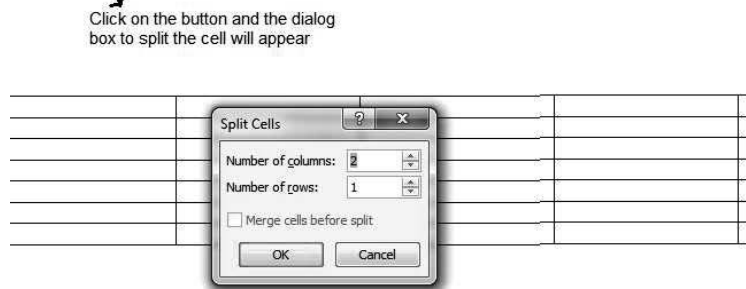 Click on the button and the dialog
box to split the cell will appear
Split Cells
? X
Number of columns: 2
Number of rows: 1
Merge cells before split
OK Cancel